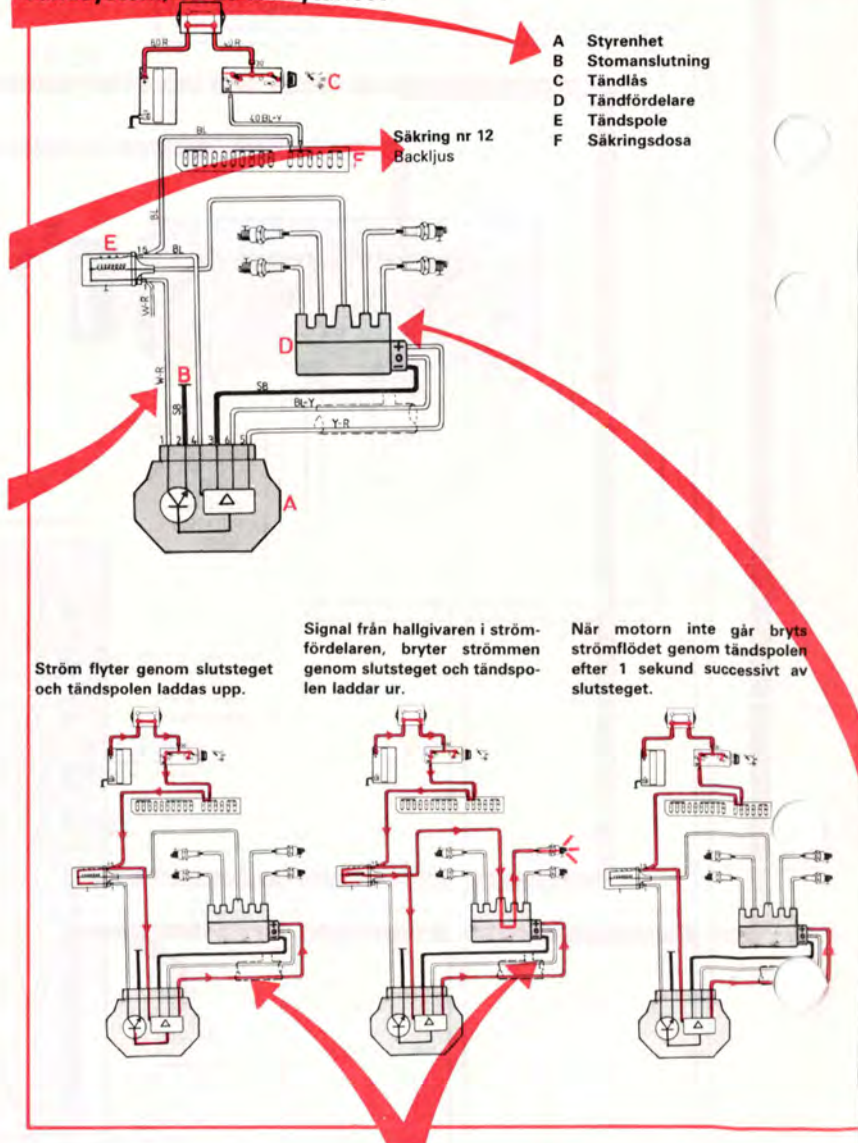 60 R
40 R
30
C
A Styrenhet
B Stomanslutning
C Tändlås
D Tändfördelare
E Tändspole
F Säkringsdosa
40 BL-Y
BL
Säkring nr 12
Backljus
F
BL
E
15
BL
W-R
D
W-R
B
SB
SB
BL-Y
Y-R
1 2 4 3 6 5
A
Ström flyter genom slutsteget
och tändspolen laddas upp.
Signal från hallgivaren i ström-
fördelaren, bryter strömmen
genom slutsteget och tändspo-
len laddar ur.
När motorn inte går bryts
strömflödet genom tändspolen
efter 1 sekund successivt av
slutsteget.